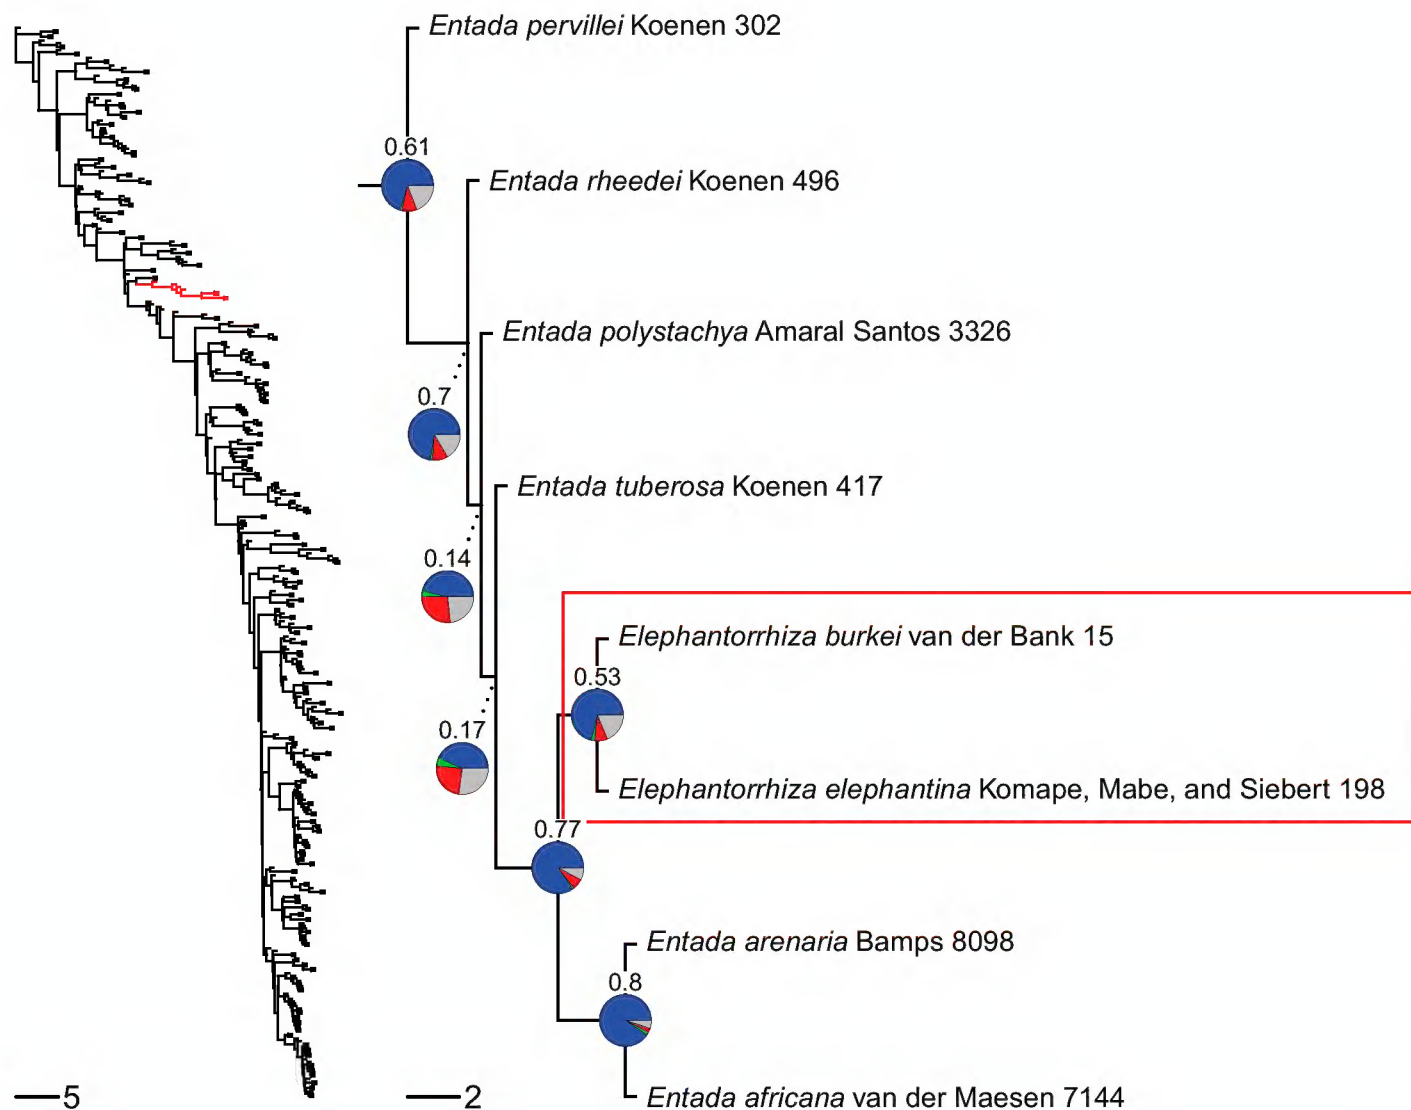 Entada pervillei Koenen 302
0.61
Entada rheedei Koenen 496
Entada polystachya Amaral Santos 3326
0.7
Entada tuberosa Koenen 417
0.14
Elephantorrhiza burkei van der Bank 15
0.53
0.17
Elephantorrhiza elephantina Komape, Mabe, and Siebert 198
0.77
Entada arenaria Bamps 8098
0.8
5
2
Entada africana van der Maesen 7144